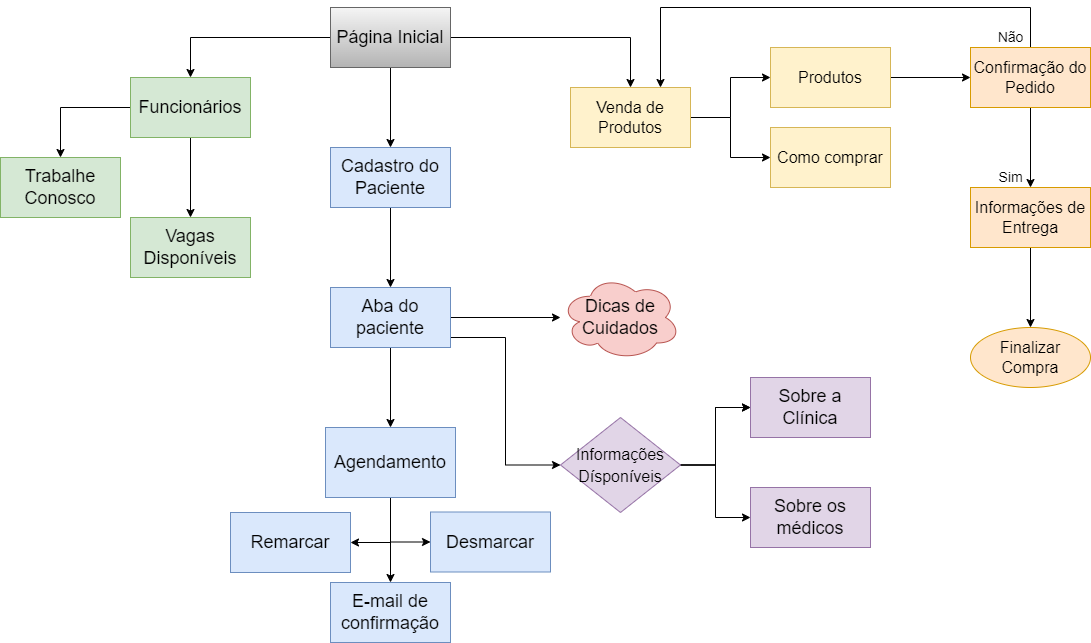 Página Inicial
Não
Funcionários
Venda de
Produtos
Produtos
Confirmação do
Pedido
Como comprar
Trabalhe
Conosco
Cadastro do
Paciente
Sim
Informações de
Entrega
Vagas
Disponíveis
Aba do
paciente
Dicas de
Cuidados
Finalizar
Compra
Sobre a
Clínica
Agendamento
Informações
Dísponíveis
Sobre os
médicos
Remarcar
Desmarcar
E-mail de
confirmação